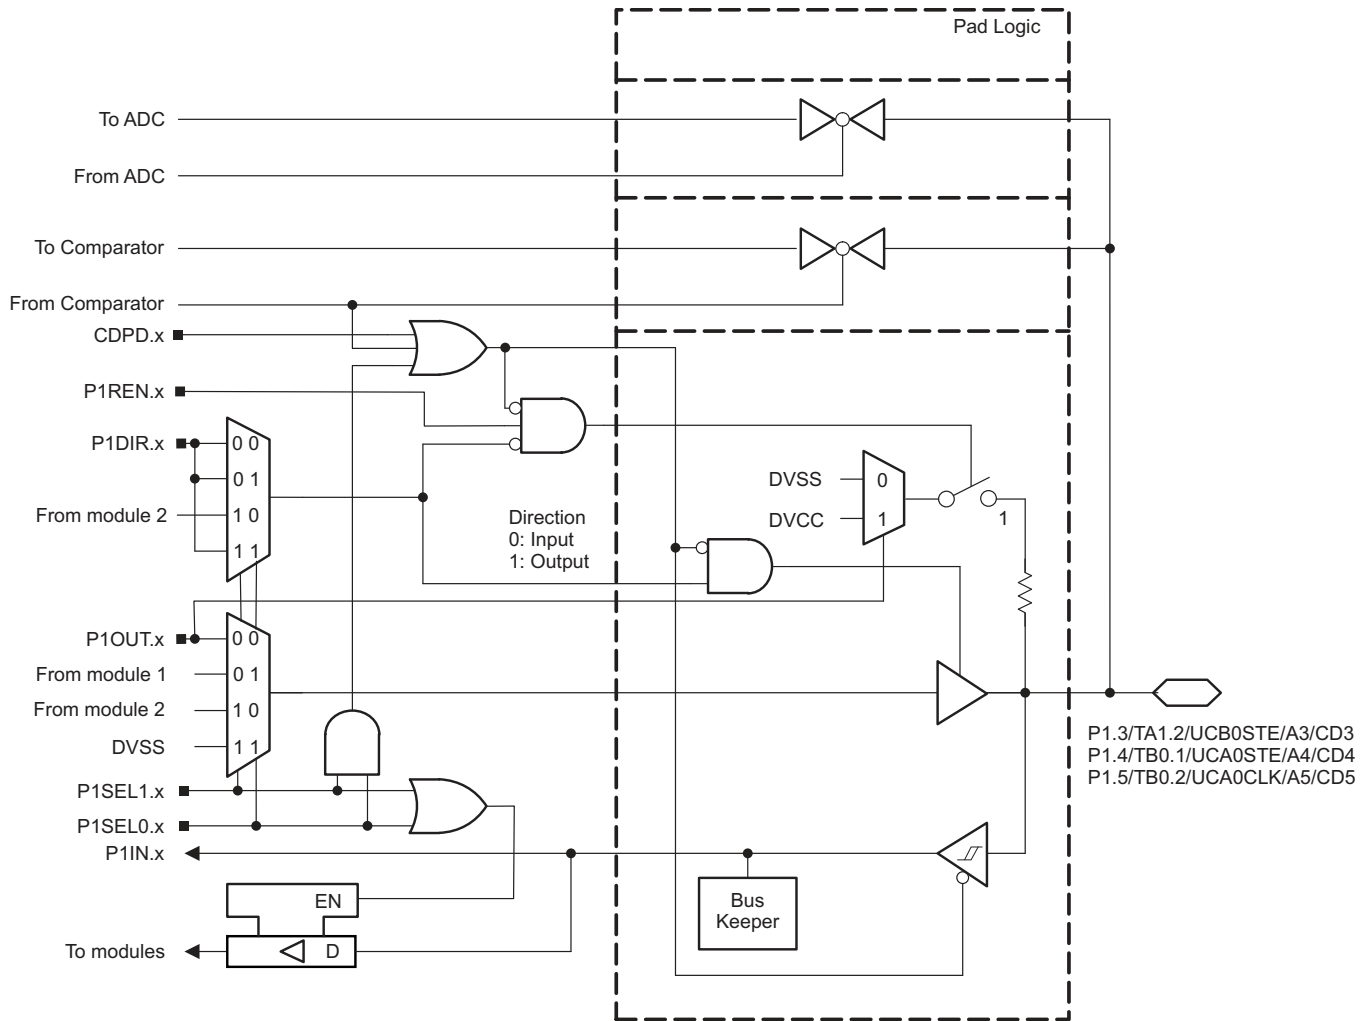 Pad Logic
To ADC
From ADC
To Comparator
From Comparator
CDPD.x
P1REN.x
P1DIR.x
0 0
0 1
From module 2
1 0
1 1
Direction
0: Input
1: Output
DVSS
0
DVCC
1
1
P1OUT.x
0 0
From module 1
0 1
From module 2
1 0
DVSS
1 1
P1.3/TA1.2/UCB0STE/A3/CD3
P1.4/TB0.1/UCA0STE/A4/CD4
P1.5/TB0.2/UCA0CLK/A5/CD5
P1SEL1.x
P1SEL0.x
P1IN.x
Bus
Keeper
EN
To modules
D